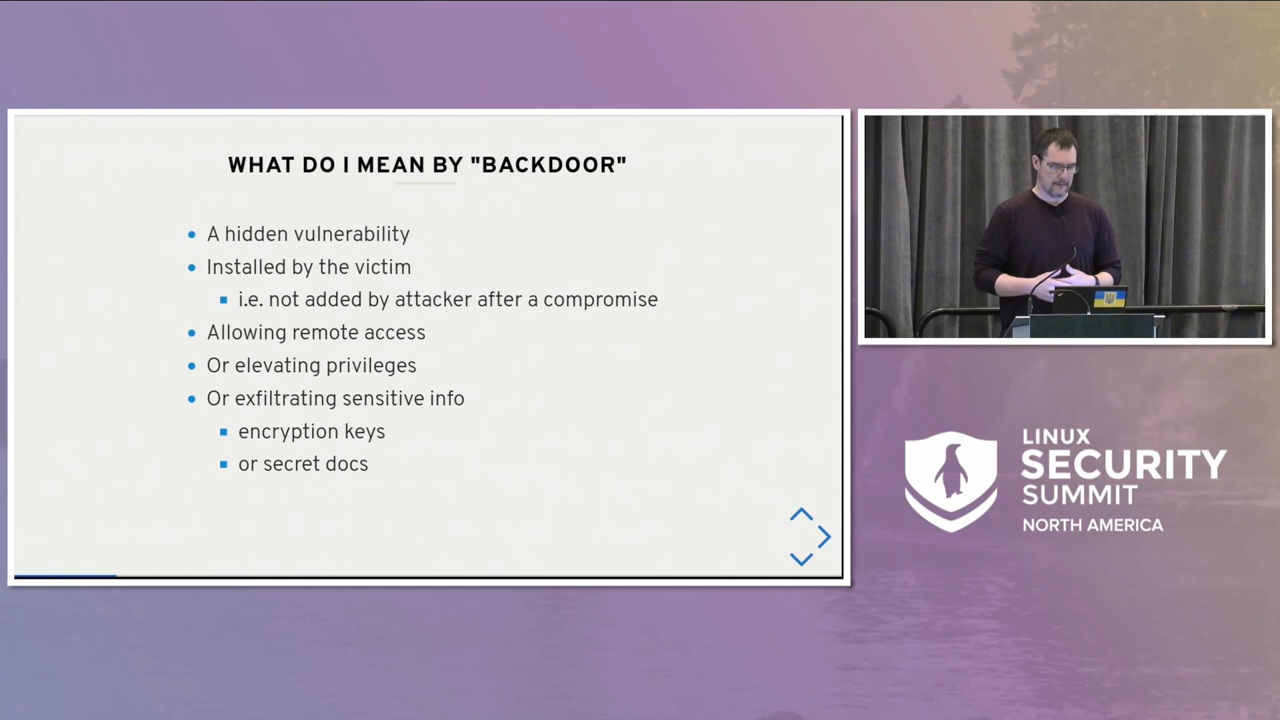 WHAT DO I MEAN BY "BACKDOOR"
A hidden vulnerability
Installed by the victim
i.e. not added by attacker after a compromise
Allowing remote access
Or elevating privileges
Or exfiltrating sensitive info
encryption keys
or secret docs
LINUX
SECURITY
SUMMIT
NORTH AMERICA